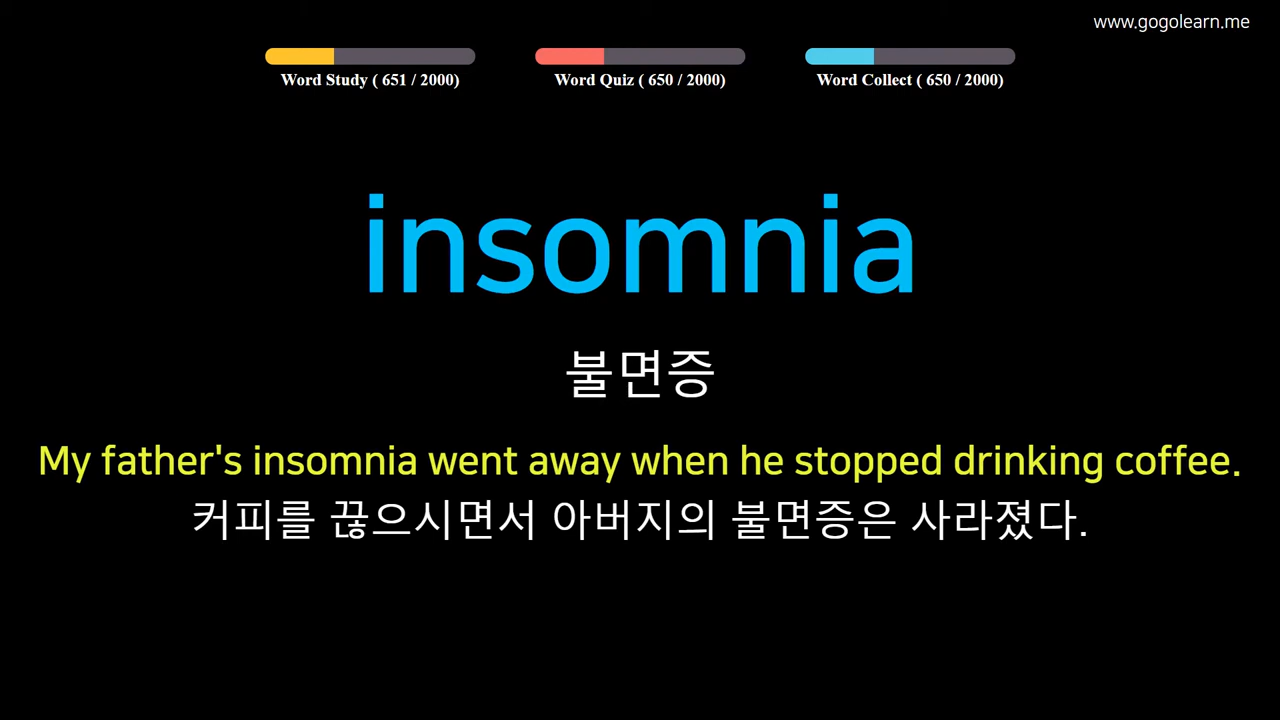 www.gogolearn.me
Word Study ( 651 / 2000)
Word Quiz ( 650 / 2000)
Word Collect ( 650 / 2000)
insomnia
불면증
My father's insomnia went away when he stopped drinking coffee.
커피를 끊으시면서 아버지의 불면증은 사라졌다.